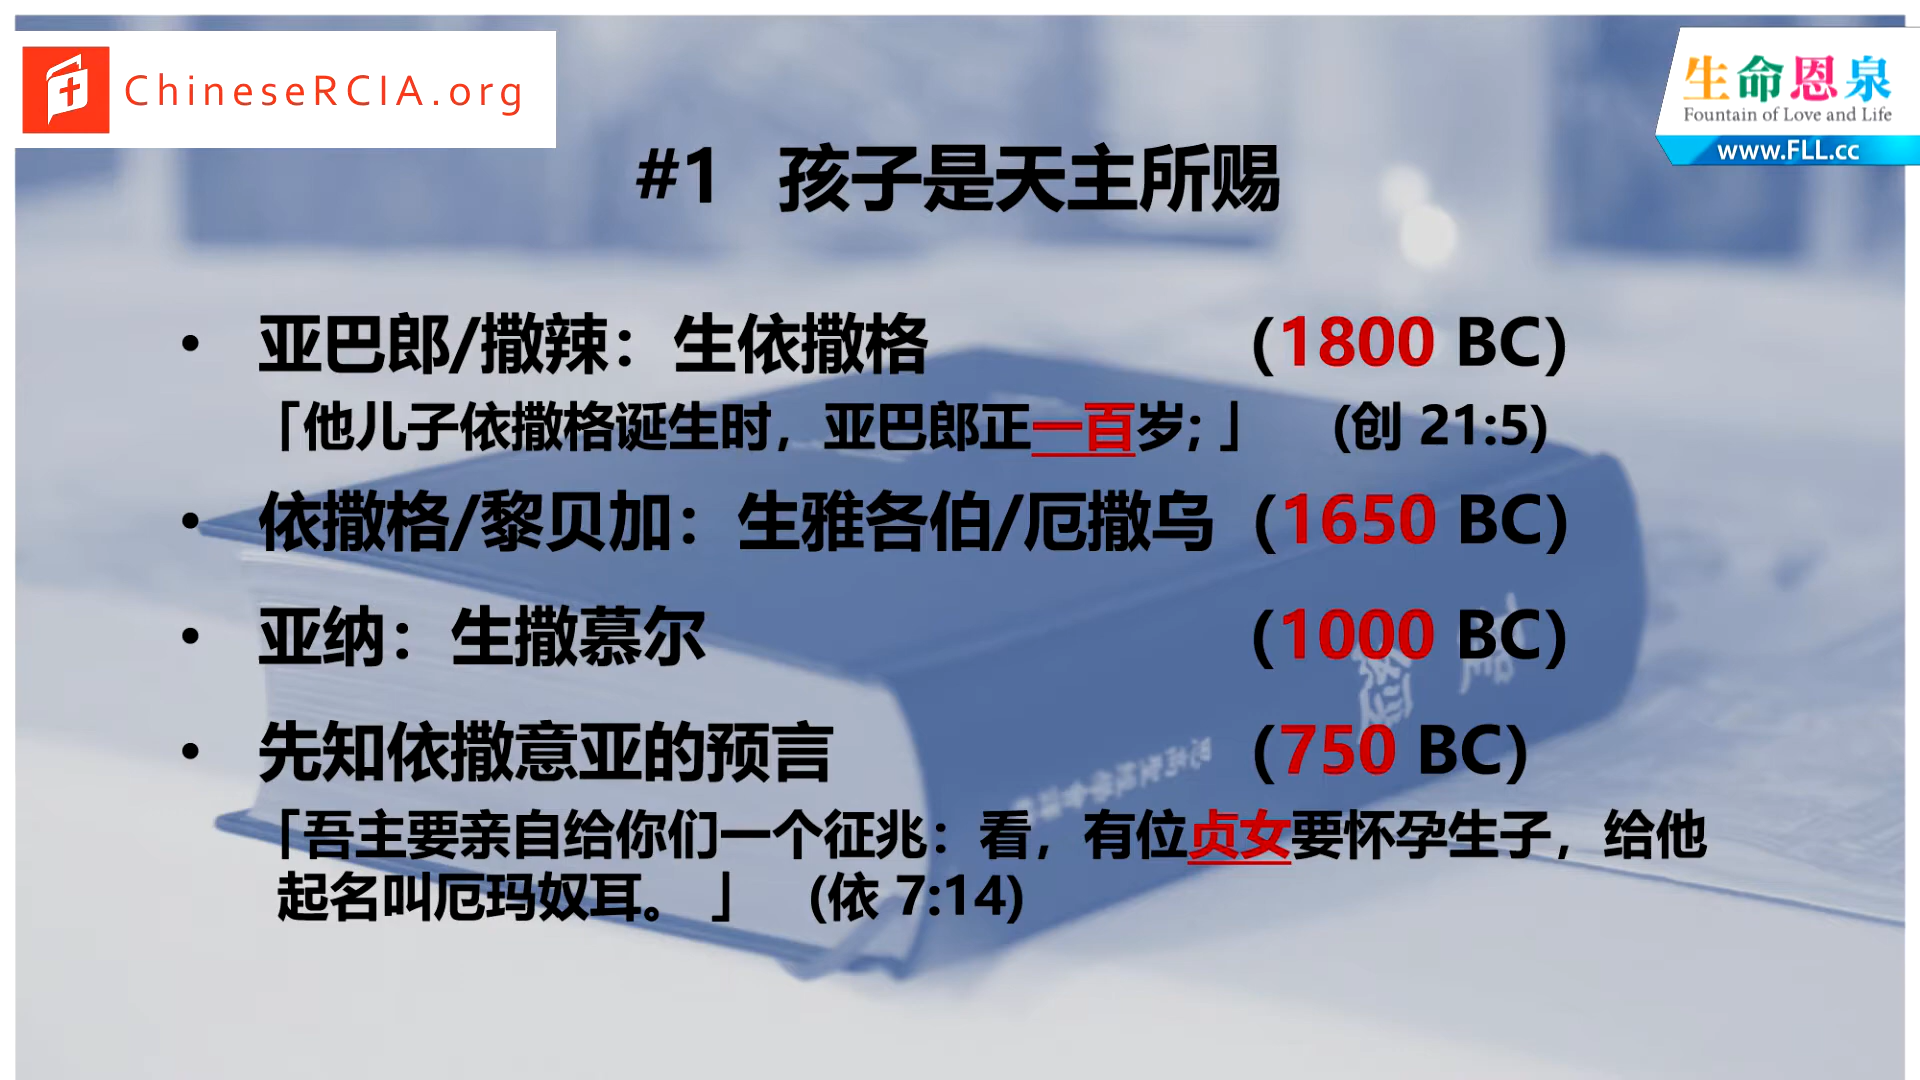 ChineseRCIA.org
生命恩泉
Fountain of Love and Life
www.FLL.cc
#1 孩子是天主所赐
• 亚巴郎/撒辣：生依撒格 (1800 BC)
「他儿子依撒格诞生时，亚巴郎正一百岁;」 (创 21:5)
• 依撒格/黎贝加：生雅各伯/厄撒乌 (1650 BC)
• 亚纳：生撒慕尔 (1000 BC)
• 先知依撒意亚的预言 (750 BC)
「吾主要亲自给你们一个征兆：看，有位贞女要怀孕生子，给他
起名叫厄玛奴耳。」 (依 7:14)